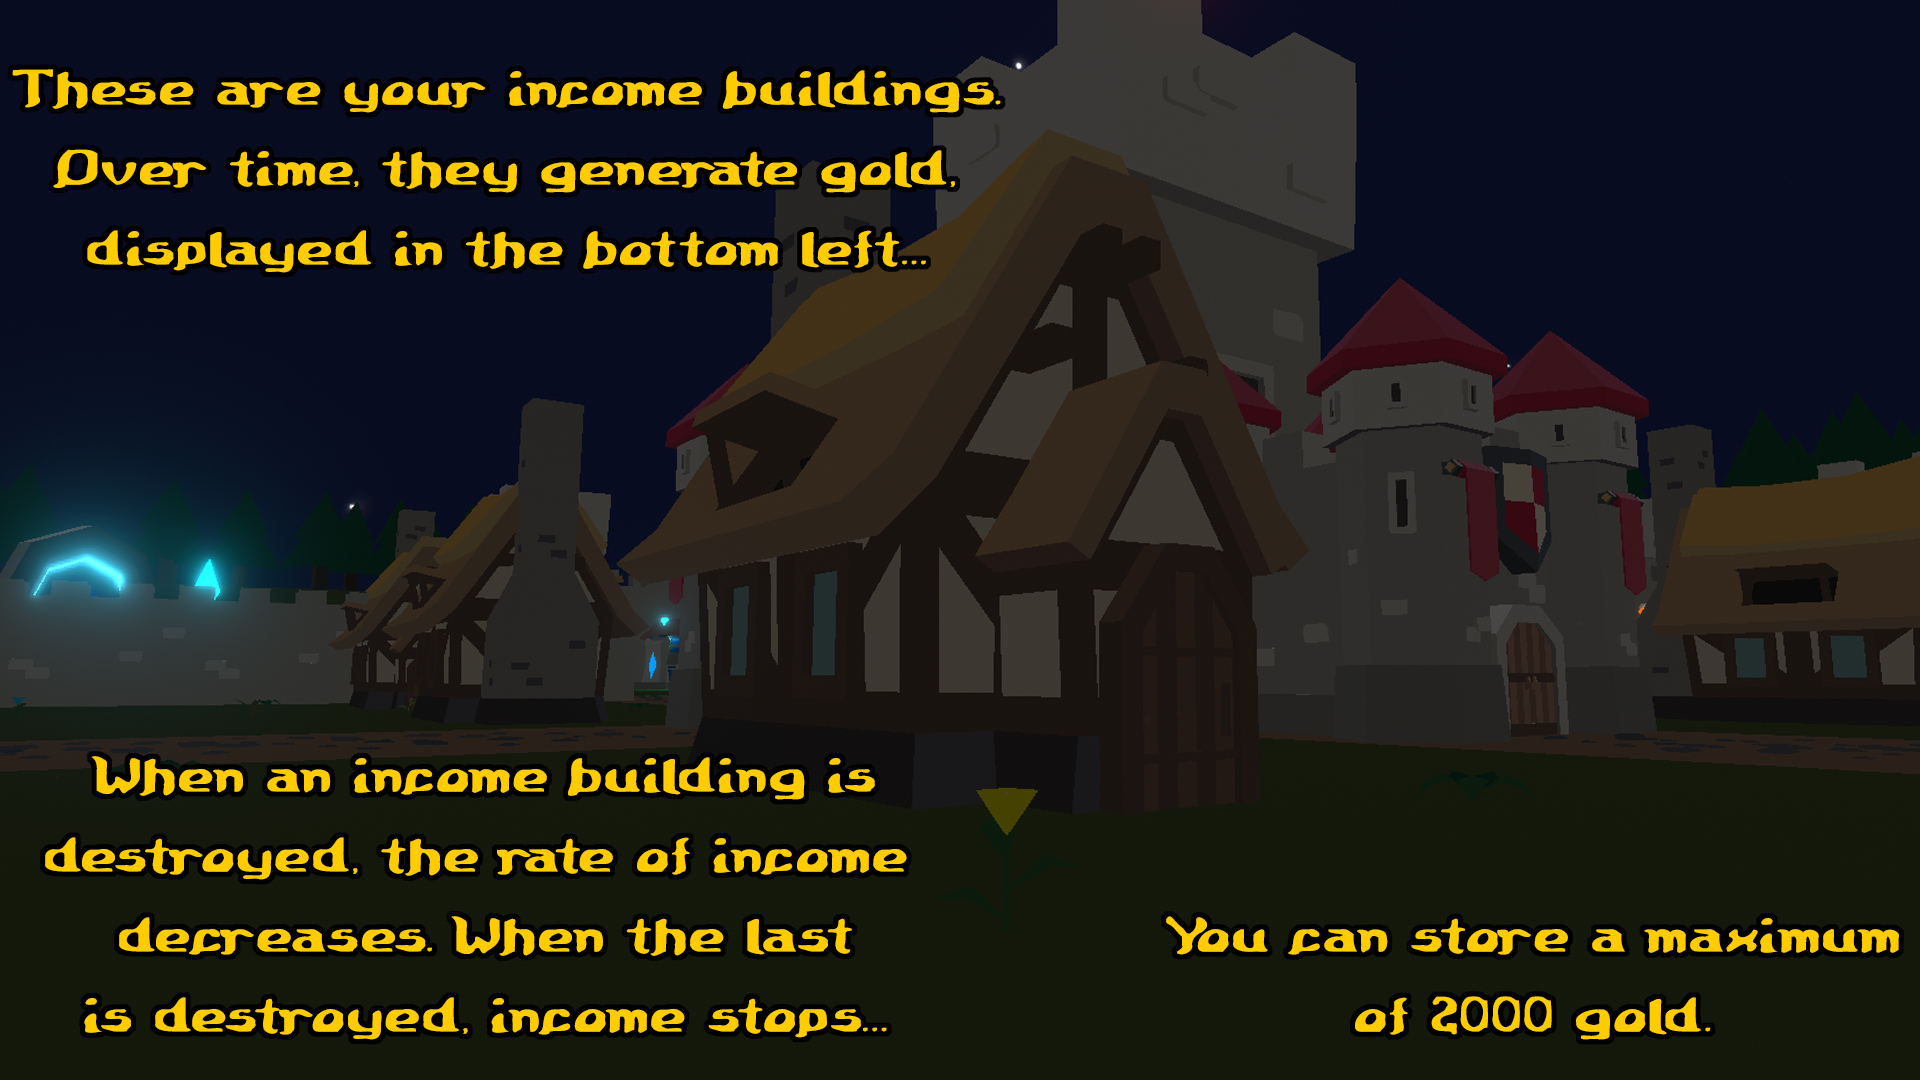 These are your income buildings.
Over time, they generate gold,
displayed in the bottom left...
When an income building is
destroyed, the rate of income
decreases. When the last
is destroyed, income stops...
You can store a maximum
of 2000 gold.